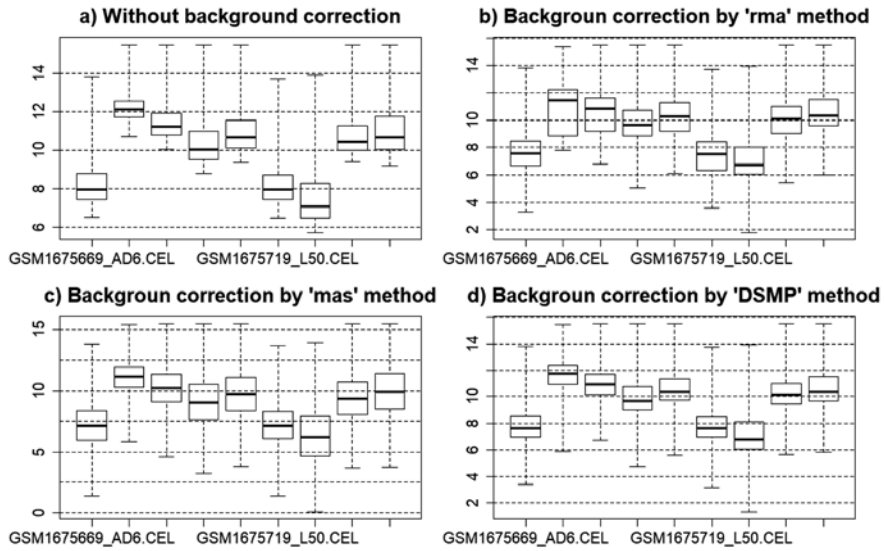 a) Without background correction
14
12
10
8
6
GSM1675669_AD6.CEL
GSM1675719_L50.CEL
b) Backgroun correction by 'rma' method
14
10
8
6
4
2
GSM1675669_AD6.CEL
GSM1675719_L50.CEL
c) Backgroun correction by 'mas' method
15
10
5
0
GSM1675669_AD6.CEL
GSM1675719_L50.CEL
d) Backgroun correction by 'DSMP' method
14
10
8
6
4
2
GSM1675669_AD6.CEL
GSM1675719_L50.CEL